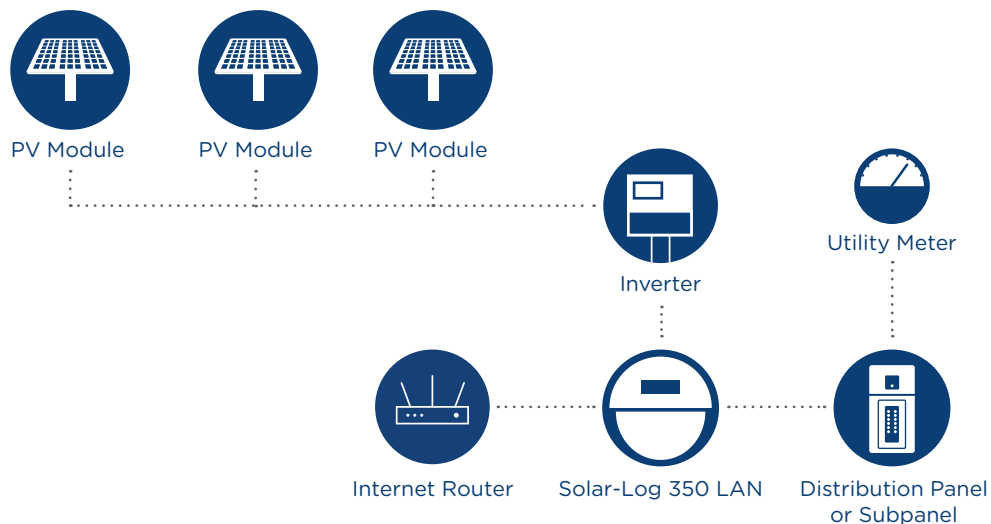 PV Module
PV Module
PV Module
Inverter
Utility Meter
Internet Router
Solar-Log 350 LAN
Distribution Panel
or Subpanel